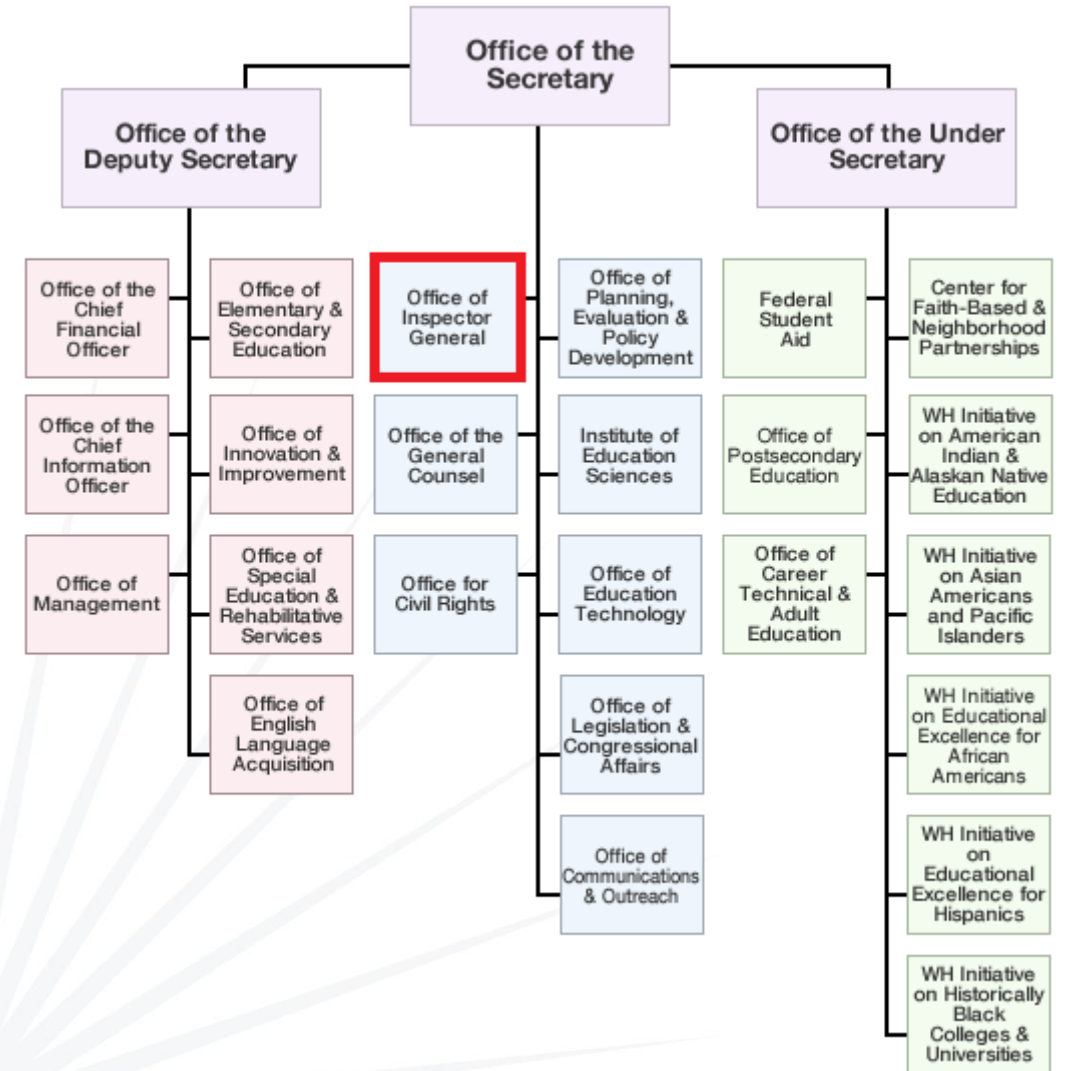 Office of the
Secretary
Office of the
Deputy Secretary
Office of the Under
Secretary
Office of the
Chief
Financial
Officer
Office of
Elementary &
Secondary
Education
Office of
Inspector
General
Office of
Planning,
Evaluation &
Policy
Development
Federal
Student
Aid
Center for
Faith-Based &
Neighborhood
Partnerships
Office of the
Chief
Information
Officer
Office of
Innovation &
Improvement
Office of the
General
Counsel
Institute of
Education
Sciences
Office of
Postsecondary
Education
WH Initiative
on American
Indian &
Alaskan Native
Education
Office of
Management
Office of
Special
Education &
Rehabilitative
Services
Office for
Civil Rights
Office of
Education
Technology
Office of
Career
Technical &
Adult
Education
WH Initiative
on Asian
Americans
and Pacific
Islanders
Office of
English
Language
Acquisition
Office of
Legislation &
Congressional
Affairs
WH Initiative
on Educational
Excellence for
African
Americans
Office of
Communications
& Outreach
WH Initiative
on
Educational
Excellence for
Hispanics
WH Initiative
on Historically
Black
Colleges &
Universities